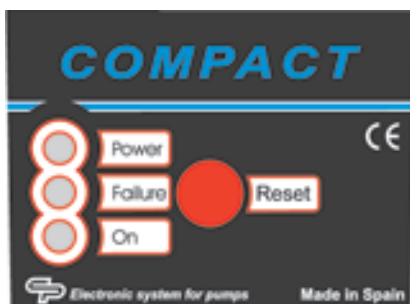 COMPACT
CE
Power
Failure
Reset
On
Electronic system for pumps
Made in Spain